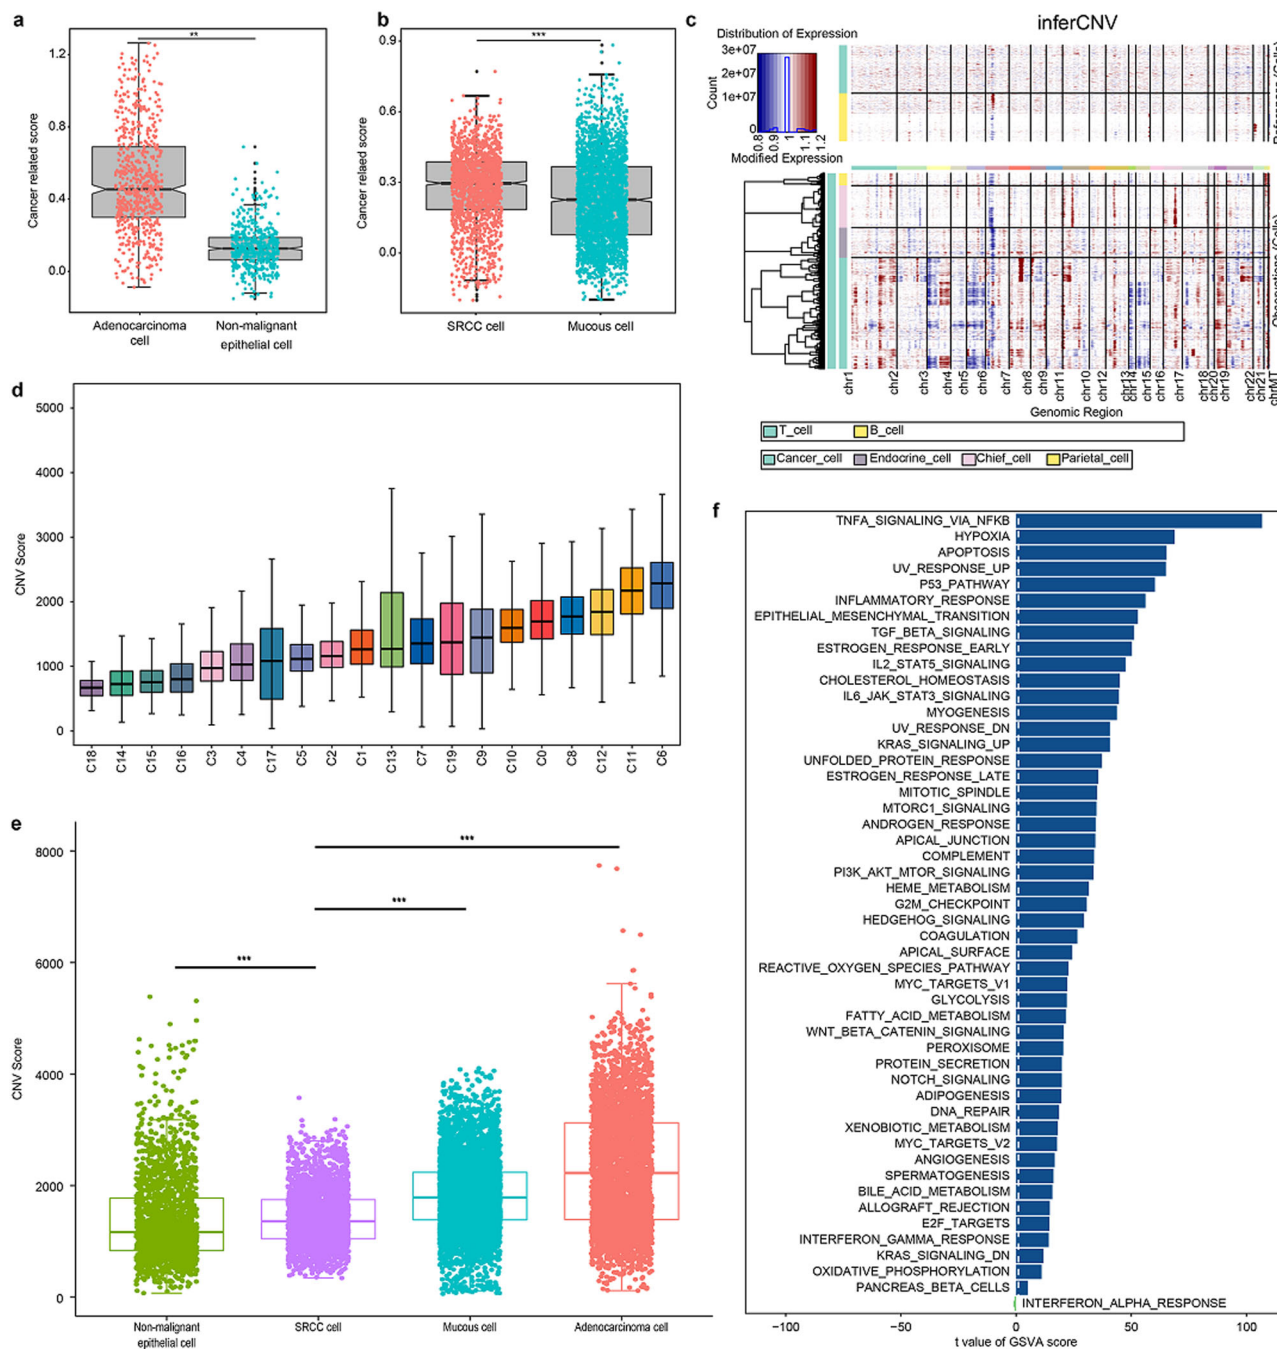 a
**
1.2
0.8
0.4
0.0
Cancer related score
Adenocarcinoma
cell
Non-malignant
epithelial cell
b
***
0.9
0.6
0.3
0.0
Cancer relaed score
SRCC cell
Mucous cell
c
inferCNV
Distribution of Expression
3e+07
2e+07
1e+07
0
Count
0.8
0.9
1
1.1
1.2
Modified Expression
chr1
chr2
chr3
chr4
chr5
chr6
chr7
chr8
chr9
chr11
chr10
chr12
chr13
chr14
chr15
chr16
chr17
chr18
chr20
chr19
chr22
chr21
chrMT
Genomic Region
T_cell
B_cell
Cancer_cell
Endocrine_cell
Chief_cell
Parietal_cell
d
5000
4000
3000
2000
1000
0
CNV Score
C18
C14
C15
C16
C3
C4
C17
C5
C2
C1
C13
C7
C19
C9
C10
C0
C8
C12
C11
C6
e
***
***
***
8000
6000
4000
2000
0
CNV Score
Non-malignant
epithelial cell
SRCC cell
Mucous cell
Adenocarcinoma cell
f
TNFA_SIGNALING_VIA_NFKB
HYPOXIA
APOPTOSIS
UV_RESPONSE_UP
P53_PATHWAY
INFLAMMATORY_RESPONSE
EPITHELIAL_MESENCHYMAL_TRANSITION
TGF_BETA_SIGNALING
ESTROGEN_RESPONSE_EARLY
IL2_STAT5_SIGNALING
CHOLESTEROL_HOMEOSTASIS
IL6_JAK_STAT3_SIGNALING
MYOGENESIS
UV_RESPONSE_DN
KRAS_SIGNALING_UP
UNFOLDED_PROTEIN_RESPONSE
ESTROGEN_RESPONSE_LATE
MITOTIC_SPINDLE
MTORC1_SIGNALING
ANDROGEN_RESPONSE
APICAL_JUNCTION
COMPLEMENT
PI3K_AKT_MTOR_SIGNALING
HEME_METABOLISM
G2M_CHECKPOINT
HEDGEHOG_SIGNALING
COAGULATION
APICAL_SURFACE
REACTIVE_OXYGEN_SPECIES_PATHWAY
MYC_TARGETS_V1
GLYCOLYSIS
FATTY_ACID_METABOLISM
WNT_BETA_CATENIN_SIGNALING
PEROXISOME
PROTEIN_SECRETION
NOTCH_SIGNALING
ADIPOGENESIS
DNA_REPAIR
XENOBIOTIC_METABOLISM
MYC_TARGETS_V2
ANGIOGENESIS
SPERMATOGENESIS
BILE_ACID_METABOLISM
ALLOGRAFT_REJECTION
E2F_TARGETS
INTERFERON_GAMMA_RESPONSE
KRAS_SIGNALING_DN
OXIDATIVE_PHOSPHORYLATION
PANCREAS_BETA_CELLS
INTERFERON_ALPHA_RESPONSE
−100
−50
0
50
100
t value of GSVA score